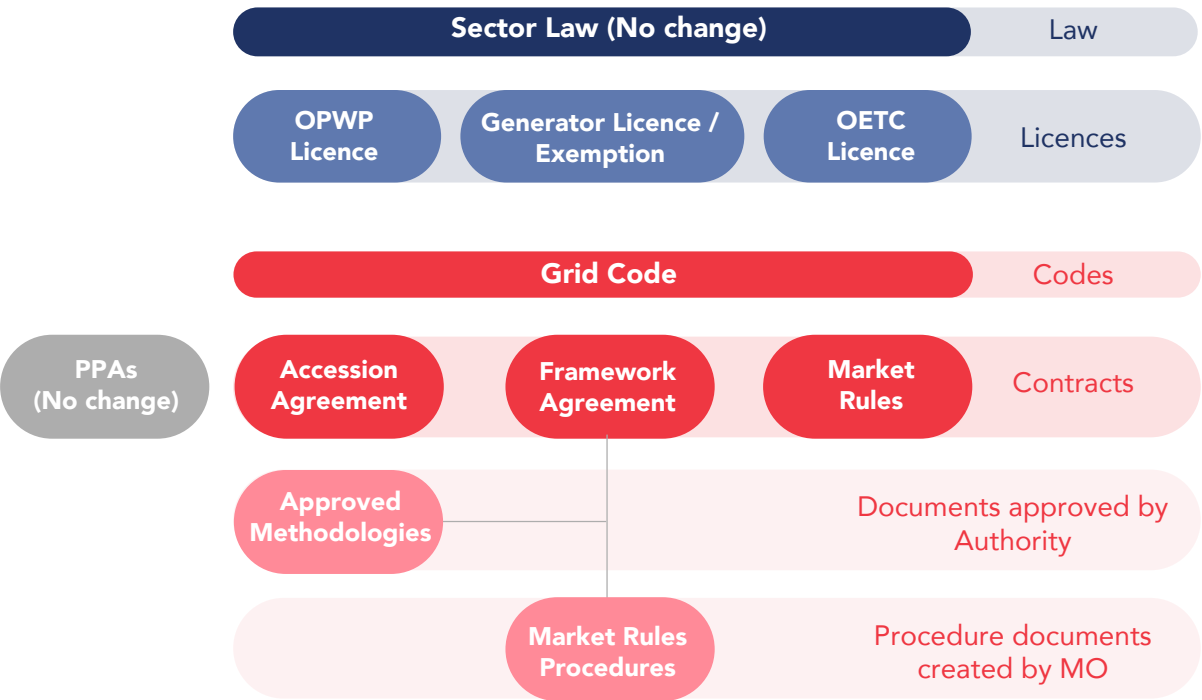 Sector Law (No change)
Law
OPWP
Licence
Generator Licence /
Exemption
OETC
Licence
Licences
Grid Code
Codes
PPAs
(No change)
Accession
Agreement
Framework
Agreement
Market
Rules
Contracts
Approved
Methodologies
Documents approved by
Authority
Market Rules
Procedures
Procedure documents
created by MO